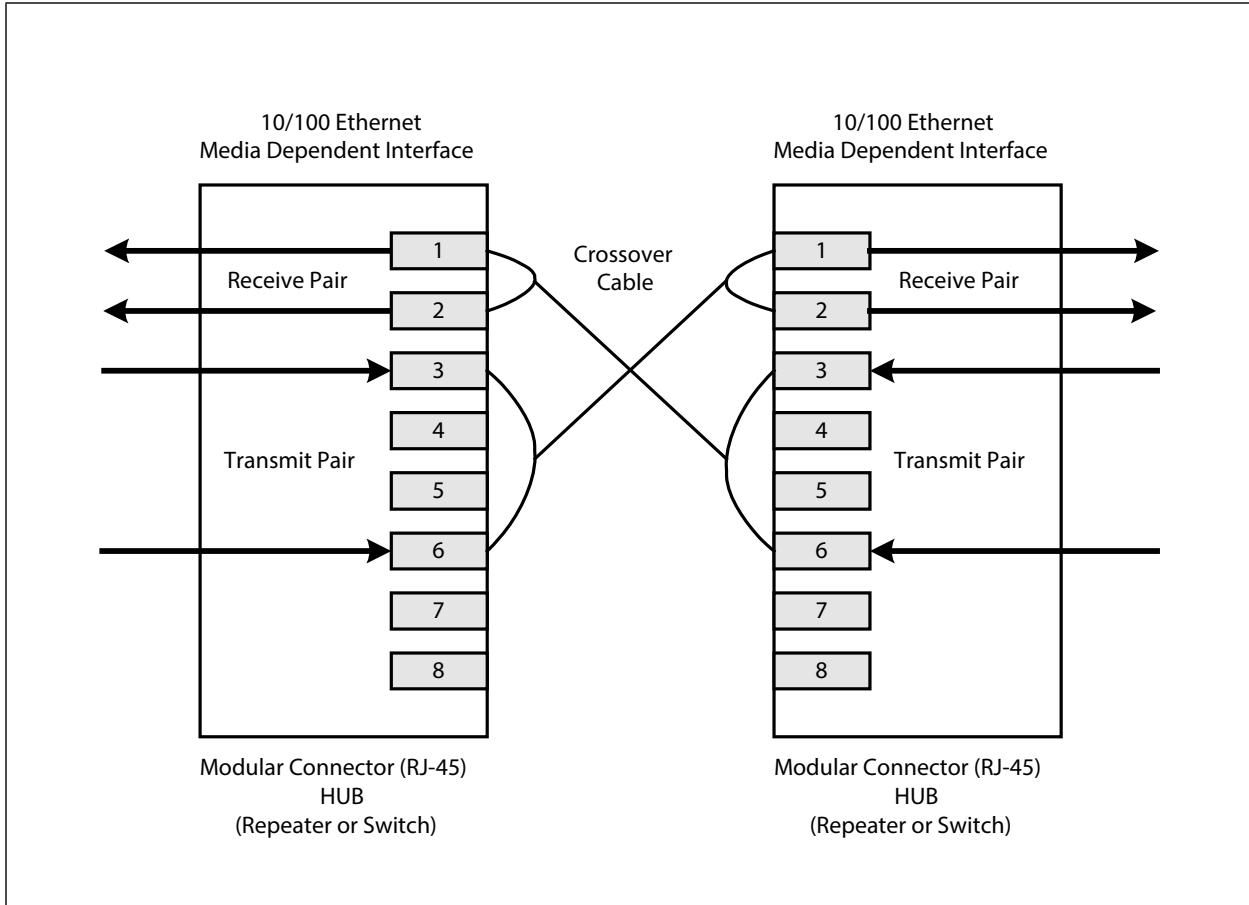 10/100 Ethernet
Media Dependent Interface
10/100 Ethernet
Media Dependent Interface
1
Receive Pair
2
3
4
Transmit Pair
5
6
7
8
Crossover
Cable
1
Receive Pair
2
3
4
Transmit Pair
5
6
7
8
Modular Connector (RJ-45)
HUB
(Repeater or Switch)
Modular Connector (RJ-45)
HUB
(Repeater or Switch)